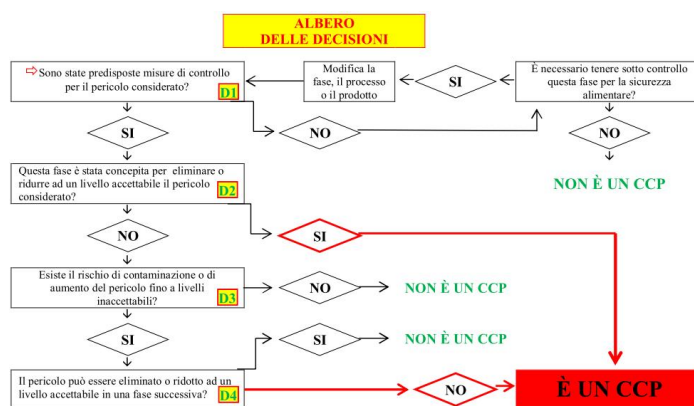 ALBERO
DELLE DECISIONI
⇨Sono state predisposte misure di controllo
per il pericolo considerato?
D1
Modifica la
fase, il processo
o il prodotto
SI
È necessario tenere sotto controllo
questa fase per la sicurezza
alimentare?
SI
NO
NO
NON È UN CCP
Questa fase è stata concepita per eliminare o
ridurre ad un livello accettabile il pericolo
considerato?
D2
NO
SI
Esiste il rischio di contaminazione o di
aumento del pericolo fino a livelli
inaccettabili?
D3
NO
NON È UN CCP
SI
SI
NON È UN CCP
Il pericolo può essere eliminato o ridotto ad un
livello accettabile in una fase successiva?
D4
NO
È UN CCP